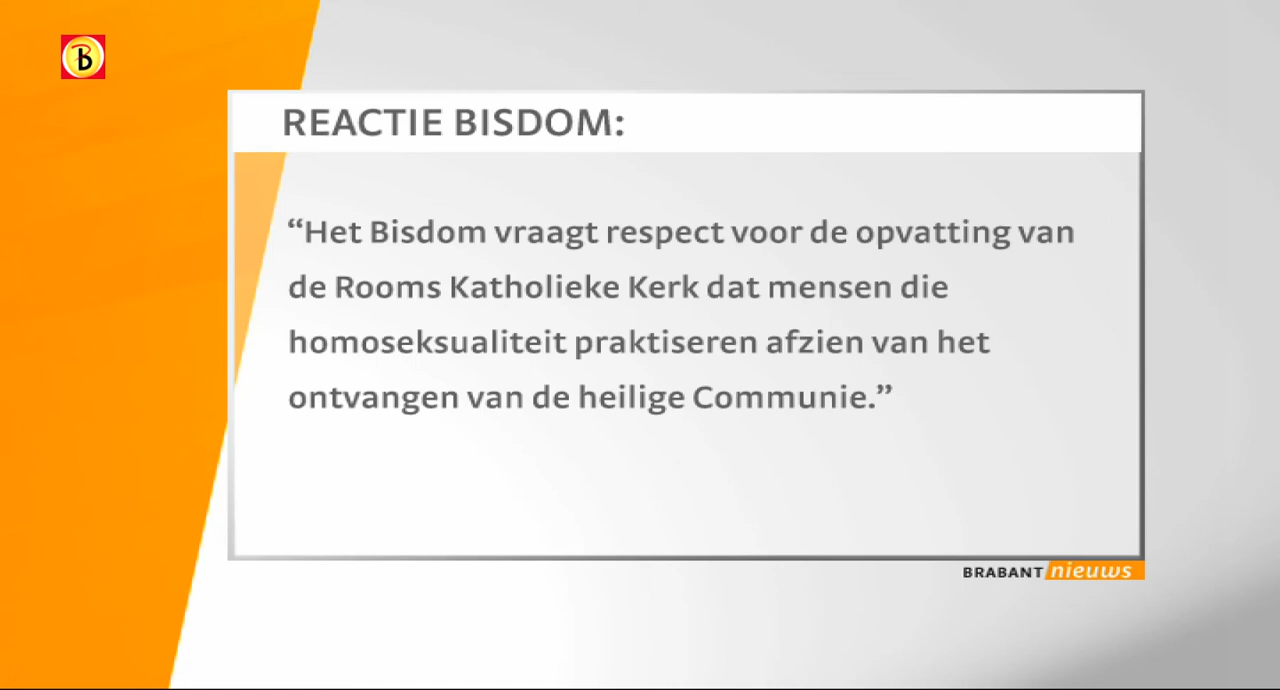 B
REACTIE BISDOM:
“Het Bisdom vraagt respect voor de opvatting van
de Rooms Katholieke Kerk dat mensen die
homoseksualiteit praktiseren afzien van het
ontvangen van de heilige Communie.”
BRABANT nieuws